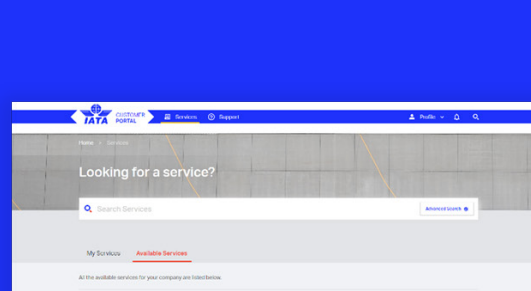 IATA
CUSTOMER
PORTAL
Services
Support
Profile
Home > Services
Looking for a service?
Search Services
Advanced Search
My Services
Available Services
All the available services for your company are listed below.